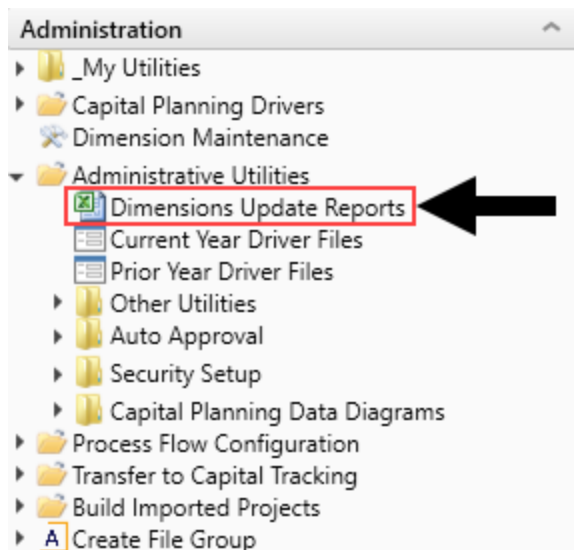 Administration
_My Utilities
Capital Planning Drivers
Dimension Maintenance
Administrative Utilities
Dimensions Update Reports
Current Year Driver Files
Prior Year Driver Files
Other Utilities
Auto Approval
Security Setup
Capital Planning Data Diagrams
Process Flow Configuration
Transfer to Capital Tracking
Build Imported Projects
A Create File Group